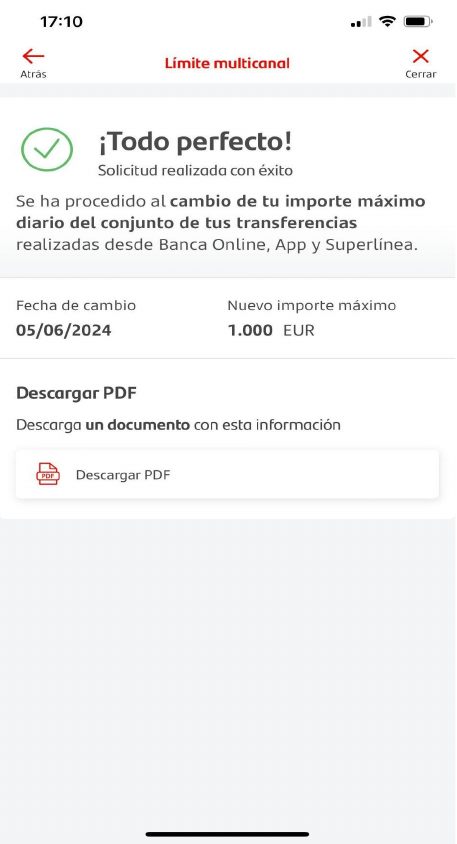 17:10
Límite multicanal
Atrás
Cerrar
¡Todo perfecto!
Solicitud realizada con éxito
Se ha procedido al cambio de tu importe máximo
diario del conjunto de tus transferencias
realizadas desde Banca Online, App y Superlínea.
Fecha de cambio
05/06/2024
Nuevo importe máximo
1.000 EUR
Descargar PDF
Descarga un documento con esta información
PDF
Descargar PDF